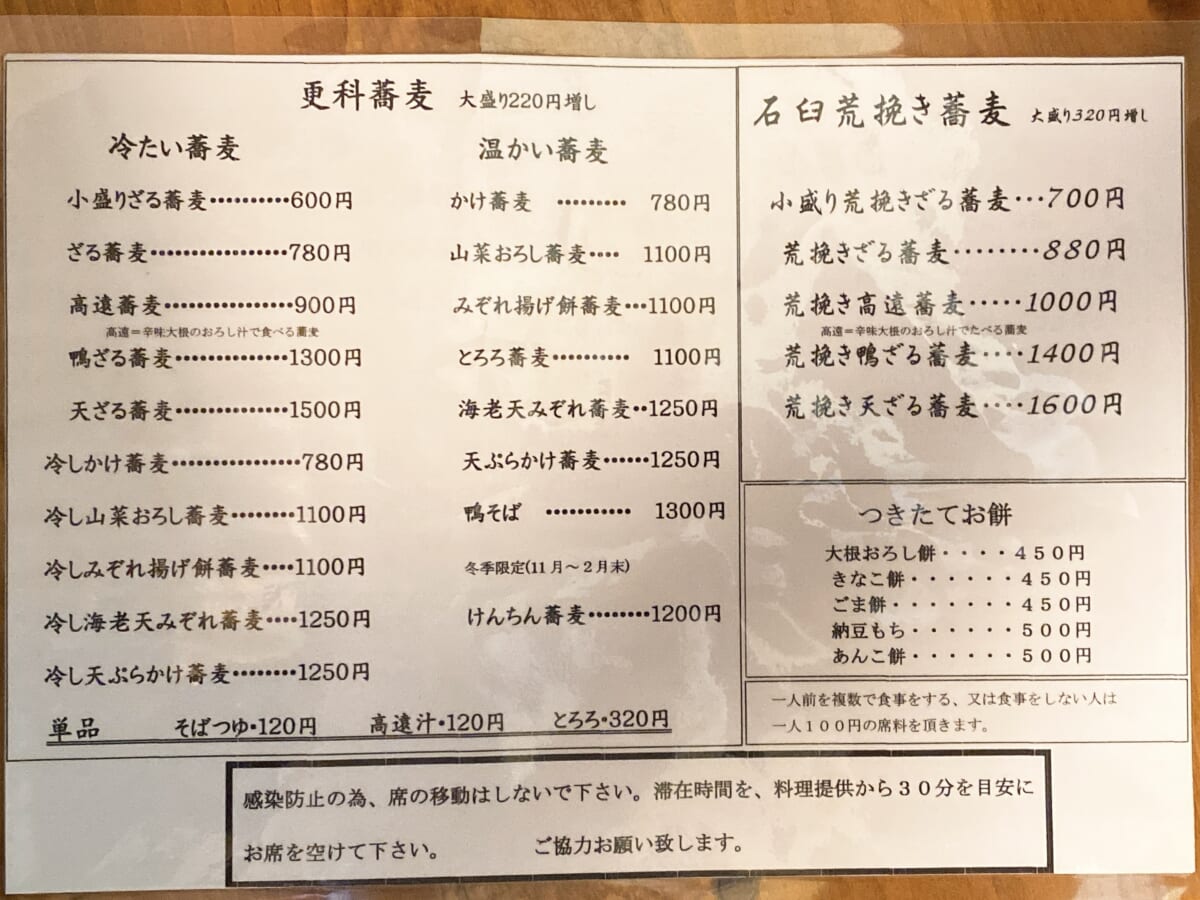 更科蕎麦 大盛り220円増し
冷たい蕎麦
小盛りざる蕎麦··········600円
ざる蕎麦·················780円
高遠蕎麦················900円
高遠＝辛味大根のおろし汁で食べる蕎麦
鴨ざる蕎麦··············1300円
天ざる蕎麦··············1500円
冷しかけ蕎麦················780円
冷し山菜おろし蕎麦········1100円
冷しみぞれ揚げ餅蕎麦····1100円
冷し海老天みぞれ蕎麦····1250円
冷し天ぷらかけ蕎麦········1250円
温かい蕎麦
かけ蕎麦 ········· 780円
山菜おろし蕎麦···· 1100円
みぞれ揚げ餅蕎麦···1100円
とろろ蕎麦·········· 1100円
海老天みぞれ蕎麦··1250円
天ぷらかけ蕎麦······1250円
鴨そば ··········· 1300円
冬季限定(11月～2月末)
けんちん蕎麦········1200円
単品 そばつゆ・120円 高遠汁・120円 とろろ・320円
石臼荒挽き蕎麦 大盛り320円増し
小盛り荒挽きざる蕎麦···700円
荒挽きざる蕎麦········880円
荒挽き高遠蕎麦·····1000円
高遠＝辛味大根のおろし汁でたべる蕎麦
荒挽き鴨ざる蕎麦····1400円
荒挽き天ざる蕎麦····1600円
つきたてお餅
大根おろし餅・・・・４５０円
きなこ餅・・・・・・４５０円
ごま餅・・・・・・・４５０円
納豆もち・・・・・・５００円
あんこ餅・・・・・・５００円
一人前を複数で食事をする、又は食事をしない人は
一人１００円の席料を頂きます。
感染防止の為、席の移動はしないで下さい。滞在時間を、料理提供から３０分を目安に
お席を空けて下さい。 ご協力お願い致します。